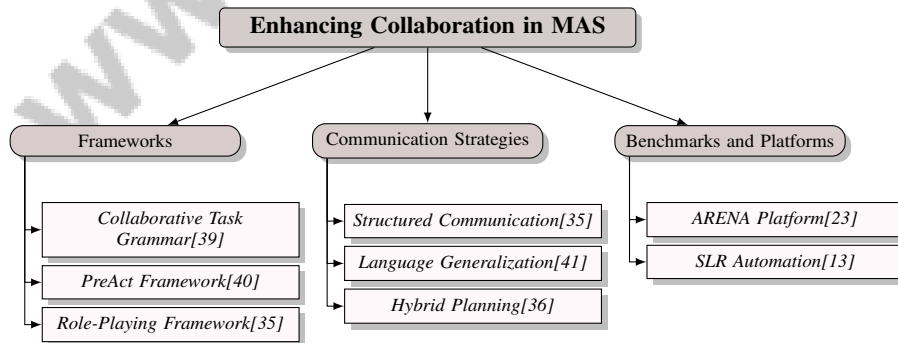 Enhancing Collaboration in MAS
Frameworks
Communication Strategies
Benchmarks and Platforms
Collaborative Task
Grammar[39]
PreAct Framework[40]
Role-Playing Framework[35]
Structured Communication[35]
Language Generalization[41]
Hybrid Planning[36]
ARENA Platform[23]
SLR Automation[13]